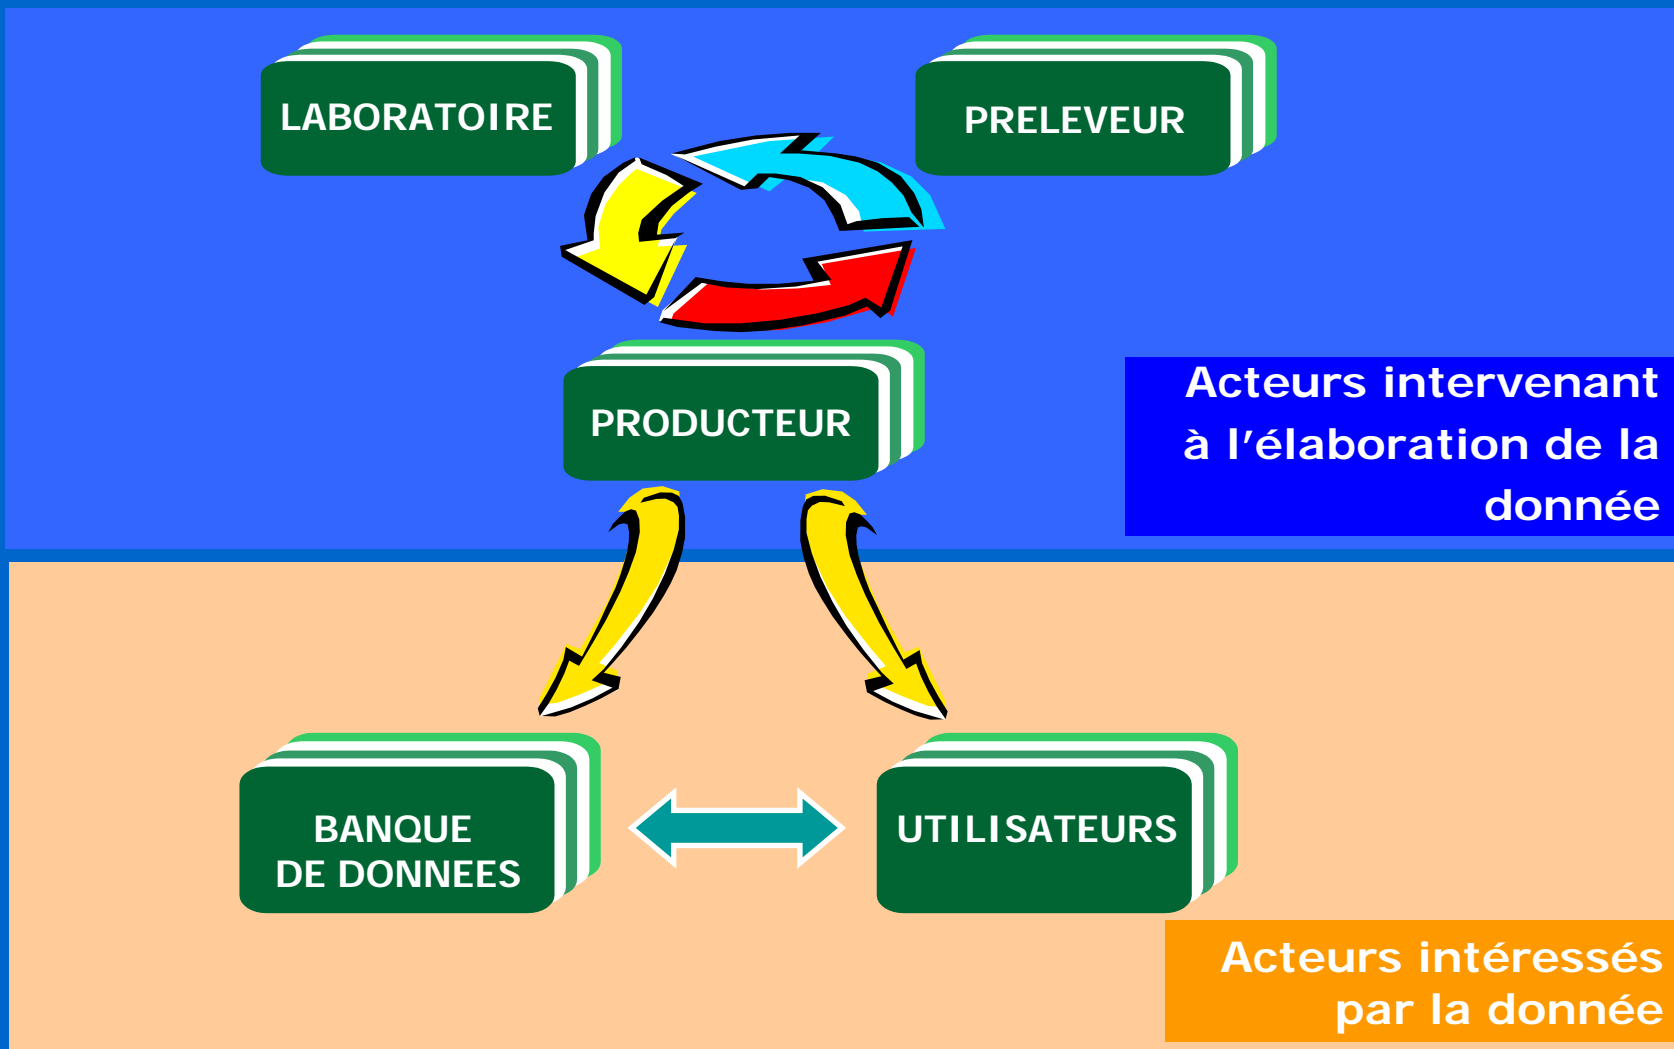 LABORATOIRE
PRELEVEUR
PRODUCTEUR
Acteurs intervenant
à l’élaboration de la
donnée
BANQUE
DE DONNEES
UTILISATEURS
Acteurs intéressés
par la donnée